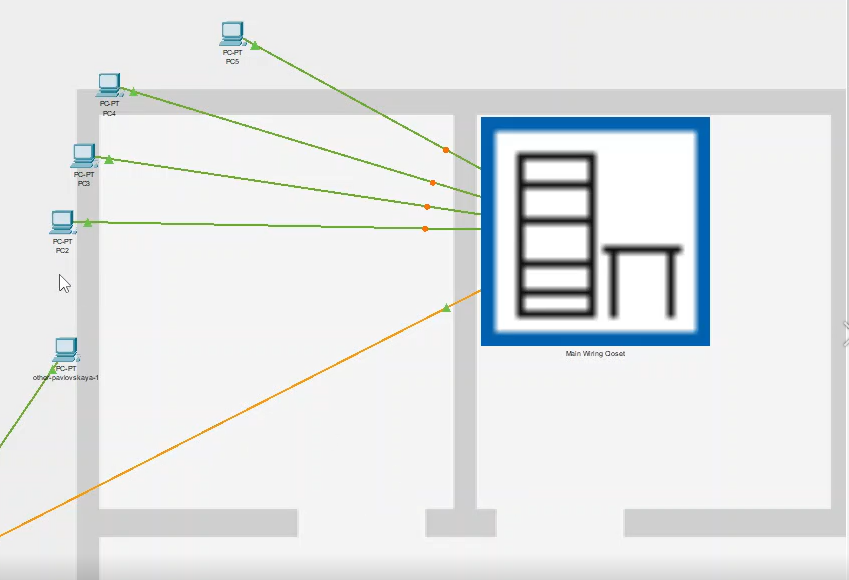 PC-PT
PC5
PC-PT
PC4
PC-PT
PC3
PC-PT
PC2
PC-PT
other-pavlovskaya-1
Main Wiring Closet